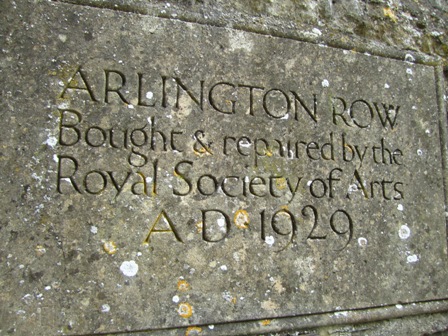 ARLINGTON ROW
Bought & repaired by the
Royal Society of Arts
A D 1929